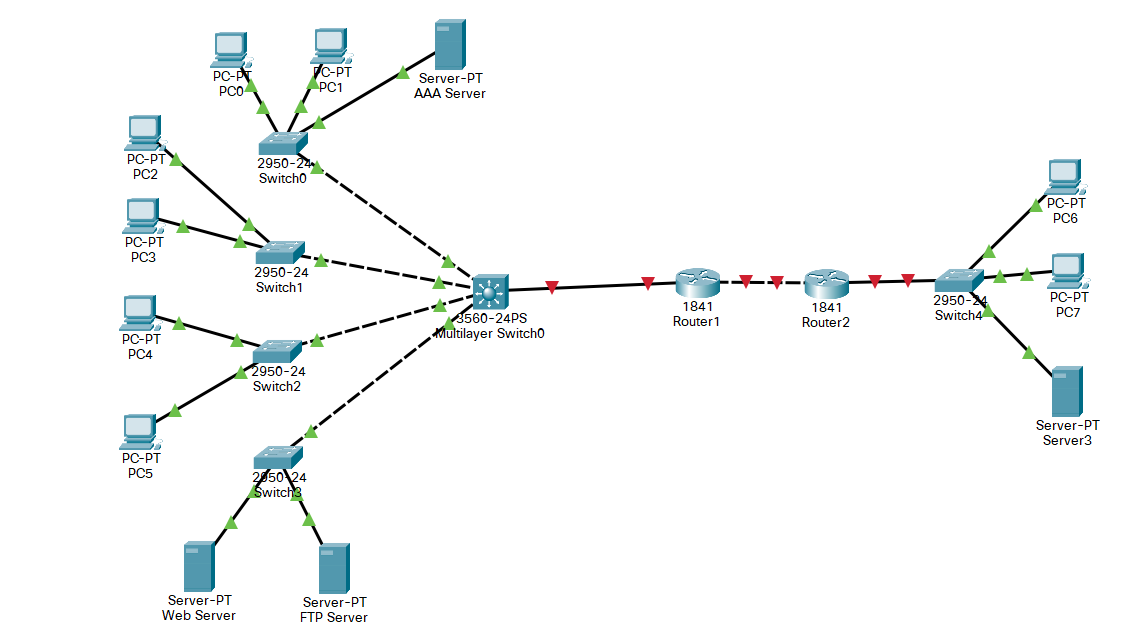 PC-PT
PC0
PC-PT
PC1
Server-PT
AAA Server
2950-24
Switch0
PC-PT
PC2
PC-PT
PC3
2950-24
Switch1
PC-PT
PC4
2950-24
Switch2
PC-PT
PC5
2950-24
Switch3
Server-PT
Web Server
Server-PT
FTP Server
3560-24PS
Multilayer Switch0
1841
Router1
1841
Router2
2950-24
Switch4
PC-PT
PC6
PC-PT
PC7
Server-PT
Server3